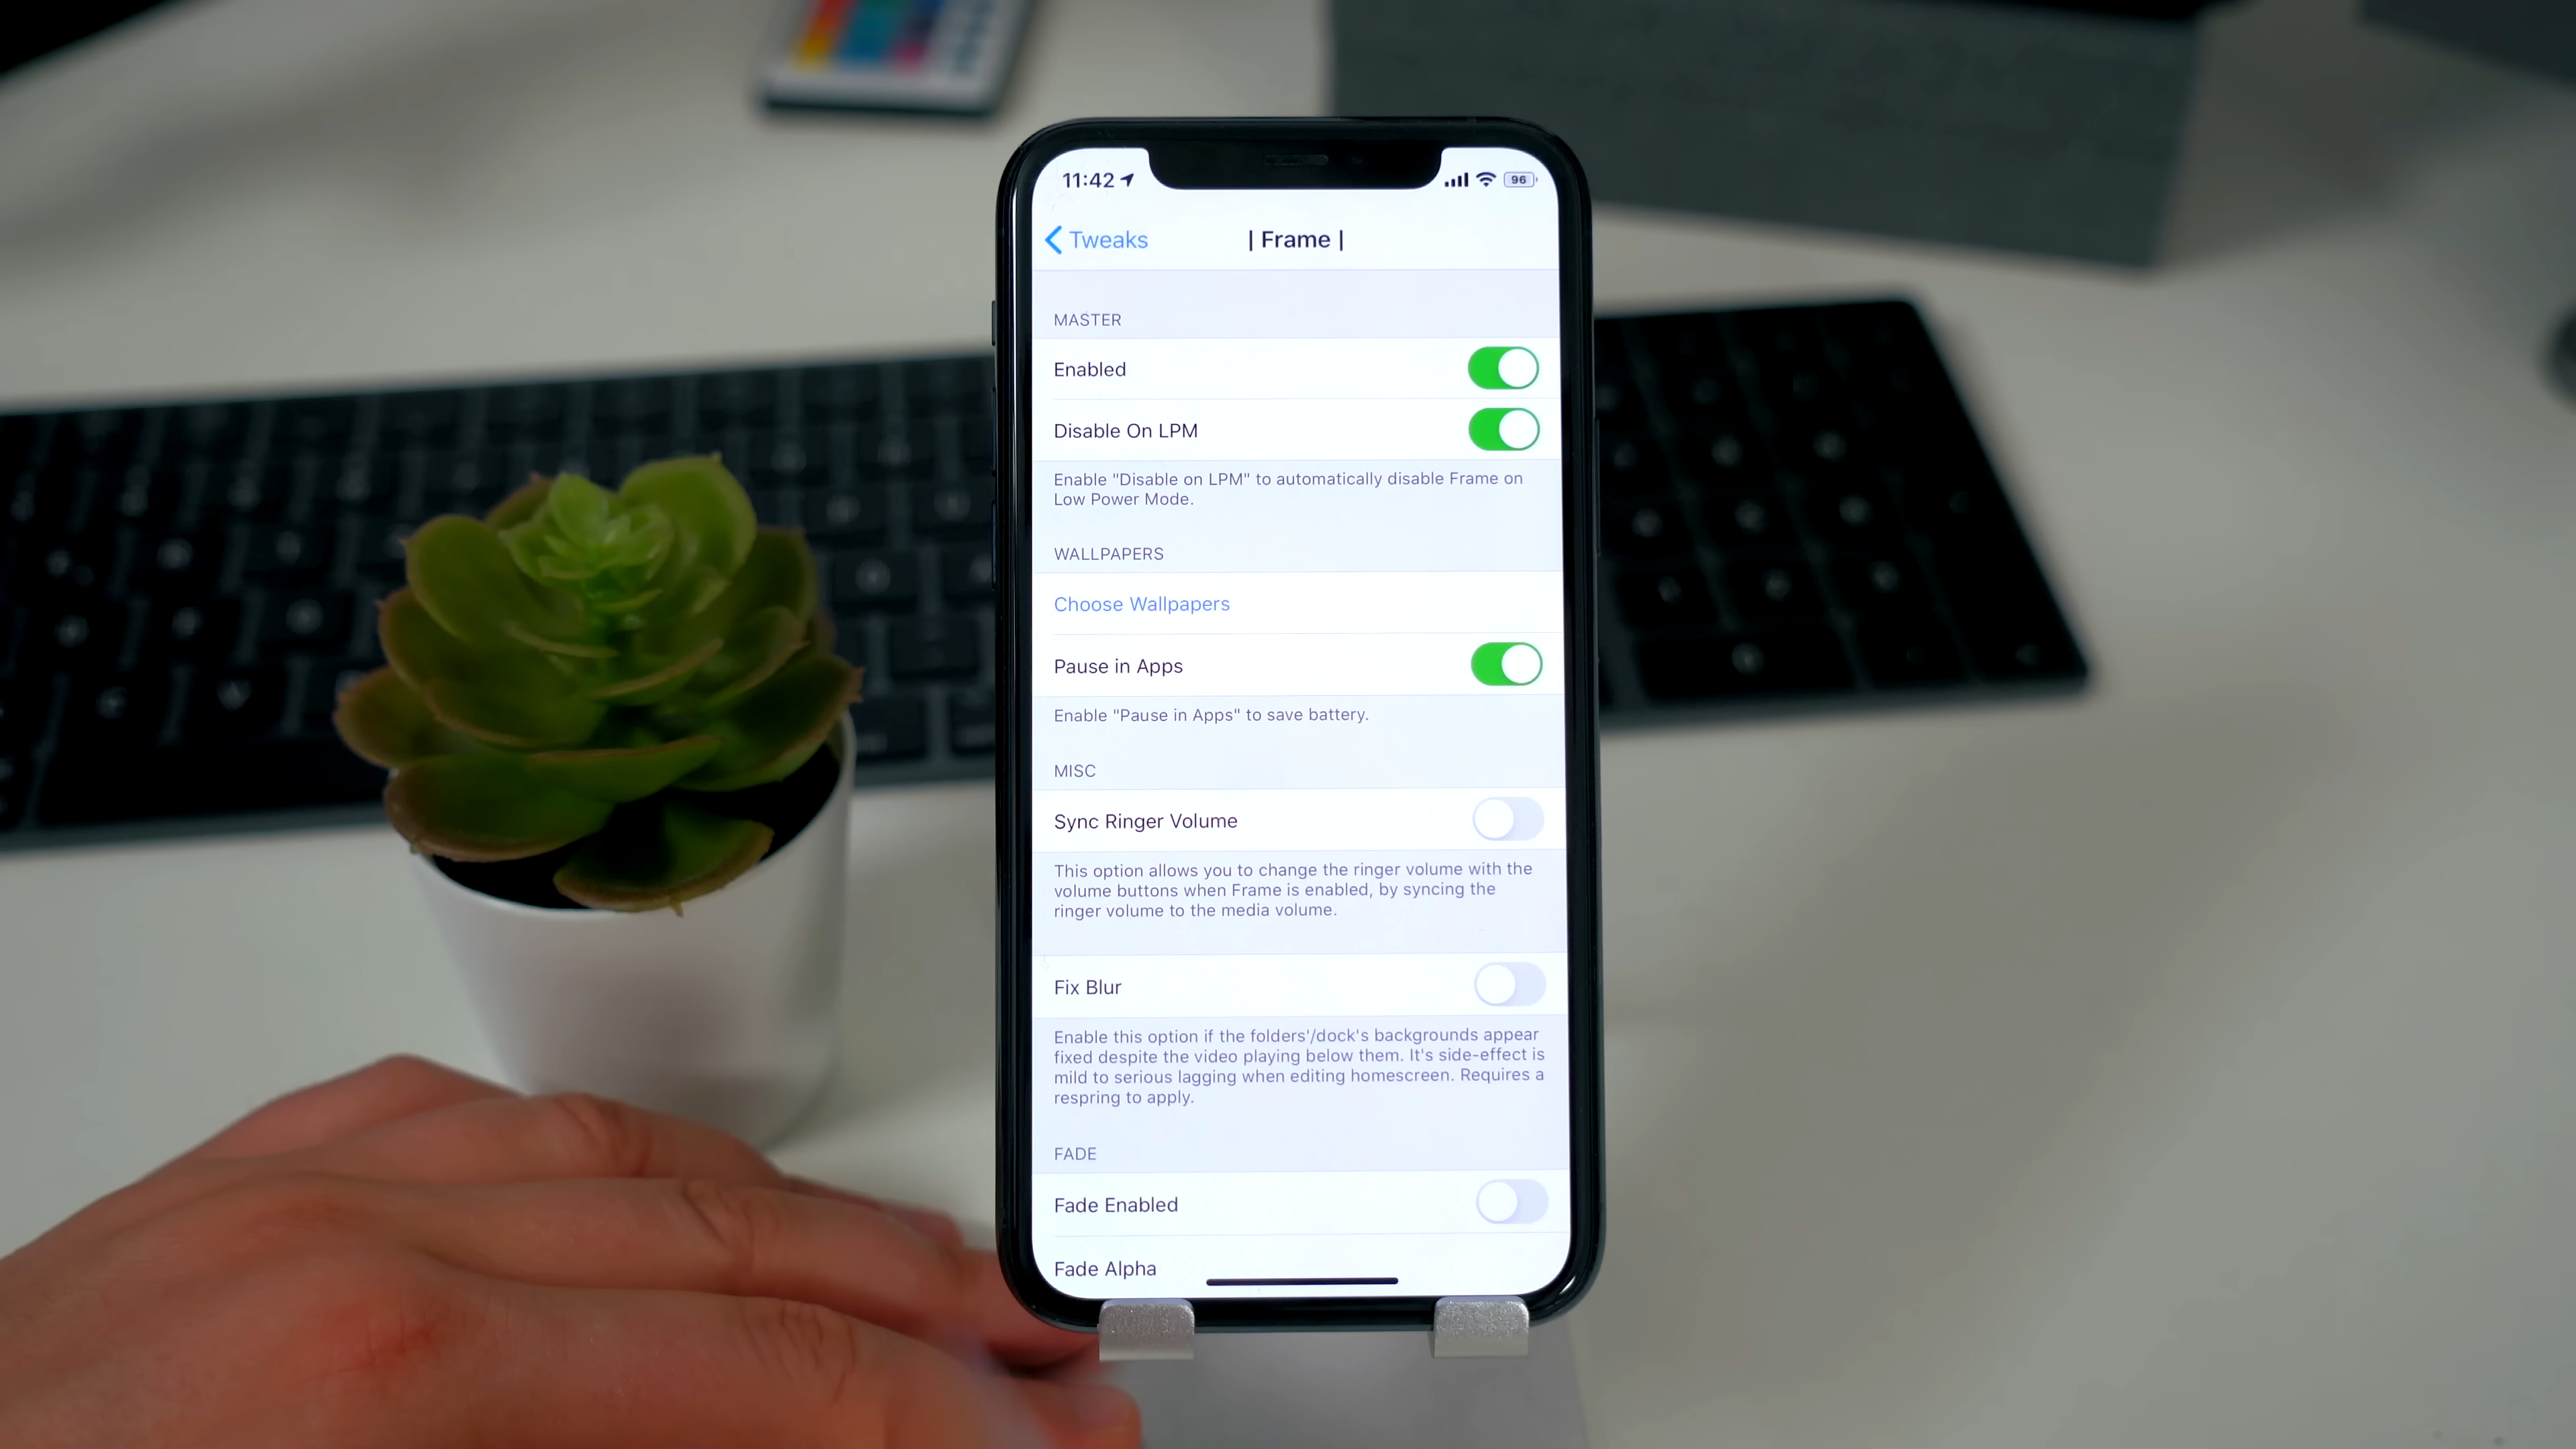 11:42
96
Tweaks
| Frame |
MASTER
Enabled
Disable On LPM
Enable "Disable on LPM" to automatically disable Frame on
Low Power Mode.
WALLPAPERS
Choose Wallpapers
Pause in Apps
Enable "Pause in Apps" to save battery.
MISC
Sync Ringer Volume
This option allows you to change the ringer volume with the
volume buttons when Frame is enabled, by syncing the
ringer volume to the media volume.
Fix Blur
Enable this option if the folders'/dock's backgrounds appear
fixed despite the video playing below them. It's side-effect is
mild to serious lagging when editing homescreen. Requires a
respring to apply.
FADE
Fade Enabled
Fade Alpha